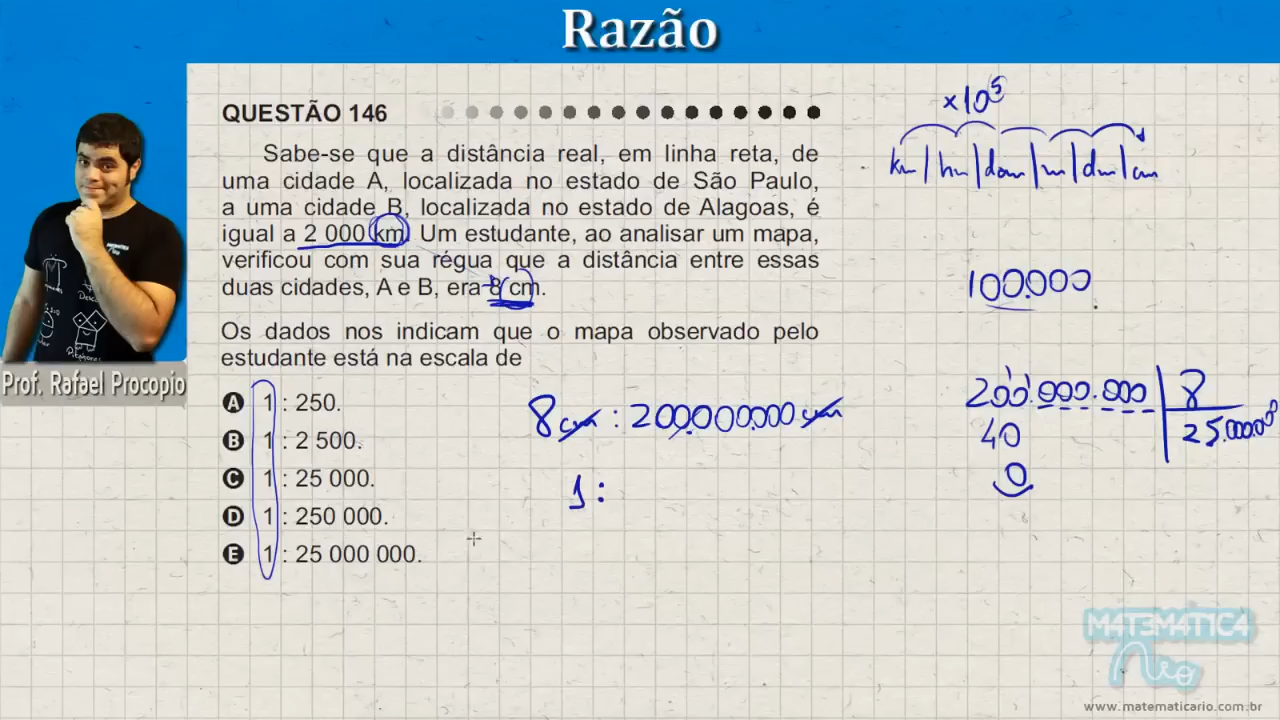 Razão
QUESTÃO 146
Sabe-se que a distância real, em linha reta, de
uma cidade A, localizada no estado de São Paulo,
a uma cidade B, localizada no estado de Alagoas, é
igual a 2 000 km. Um estudante, ao analisar um mapa,
verificou com sua régua que a distância entre essas
duas cidades, A e B, era 8 cm.
Os dados nos indicam que o mapa observado pelo
estudante está na escala de
A 1 : 250.
B 1 : 2 500.
C 1 : 25 000.
D 1 : 250 000.
E 1 : 25 000 000.
8 cm : 200.000.000 cm
1 :
×10⁵
km | hm | dam | m | dm | cm
100.000
200.000.000 | 8
40 25.000.000
0
Prof. Rafael Procopio
MATEMÁTICA
Rio
www.matematicario.com.br